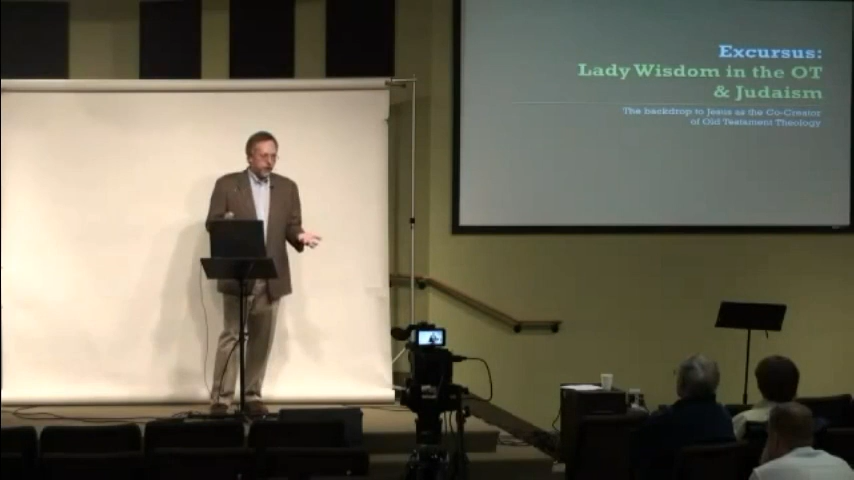 Excursus:
Lady Wisdom in the OT
& Judaism
The backdrop to Jesus as the Co-Creator
of Old Testament Theology